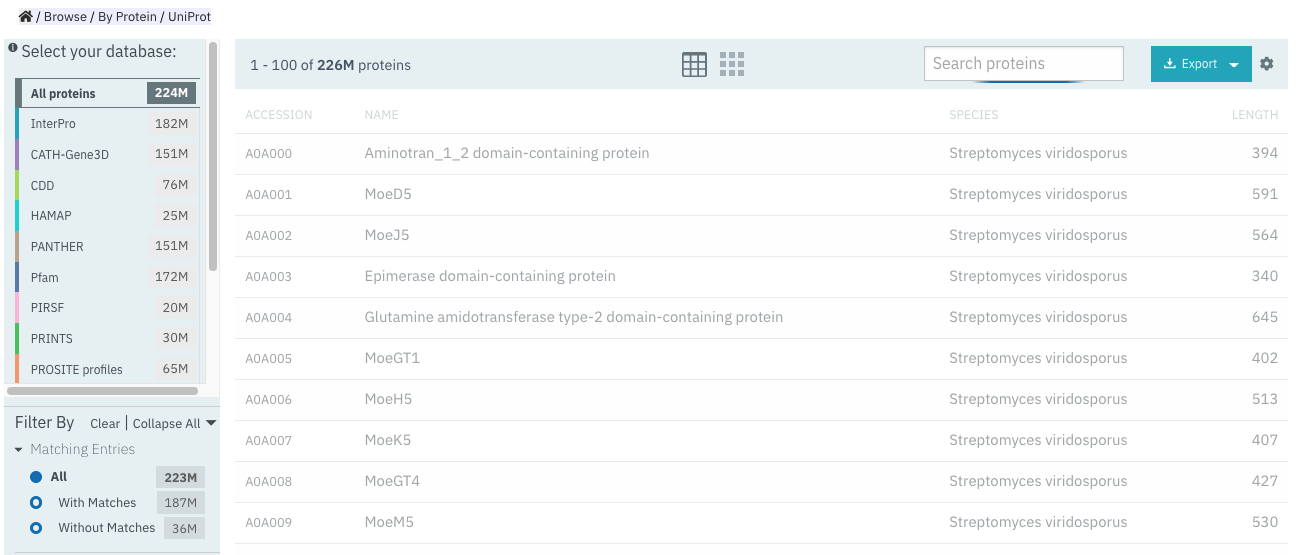 / Browse / By Protein / UniProt
Select your database:
All proteins 224M
InterPro 182M
CATH-Gene3D 151M
CDD 76M
HAMAP 25M
PANTHER 151M
Pfam 172M
PIRSF 20M
PRINTS 30M
PROSITE profiles 65M
Filter By Clear | Collapse All
Matching Entries
All 223M
With Matches 187M
Without Matches 36M
1 - 100 of 226M proteins Search proteins Export
ACCESSION NAME SPECIES LENGTH
A0A000 Aminotran_1_2 domain-containing protein Streptomyces viridosporus 394
A0A001 MoeD5 Streptomyces viridosporus 591
A0A002 MoeJ5 Streptomyces viridosporus 564
A0A003 Epimerase domain-containing protein Streptomyces viridosporus 340
A0A004 Glutamine amidotransferase type-2 domain-containing protein Streptomyces viridosporus 645
A0A005 MoeGT1 Streptomyces viridosporus 402
A0A006 MoeH5 Streptomyces viridosporus 513
A0A007 MoeK5 Streptomyces viridosporus 407
A0A008 MoeGT4 Streptomyces viridosporus 427
A0A009 MoeM5 Streptomyces viridosporus 530